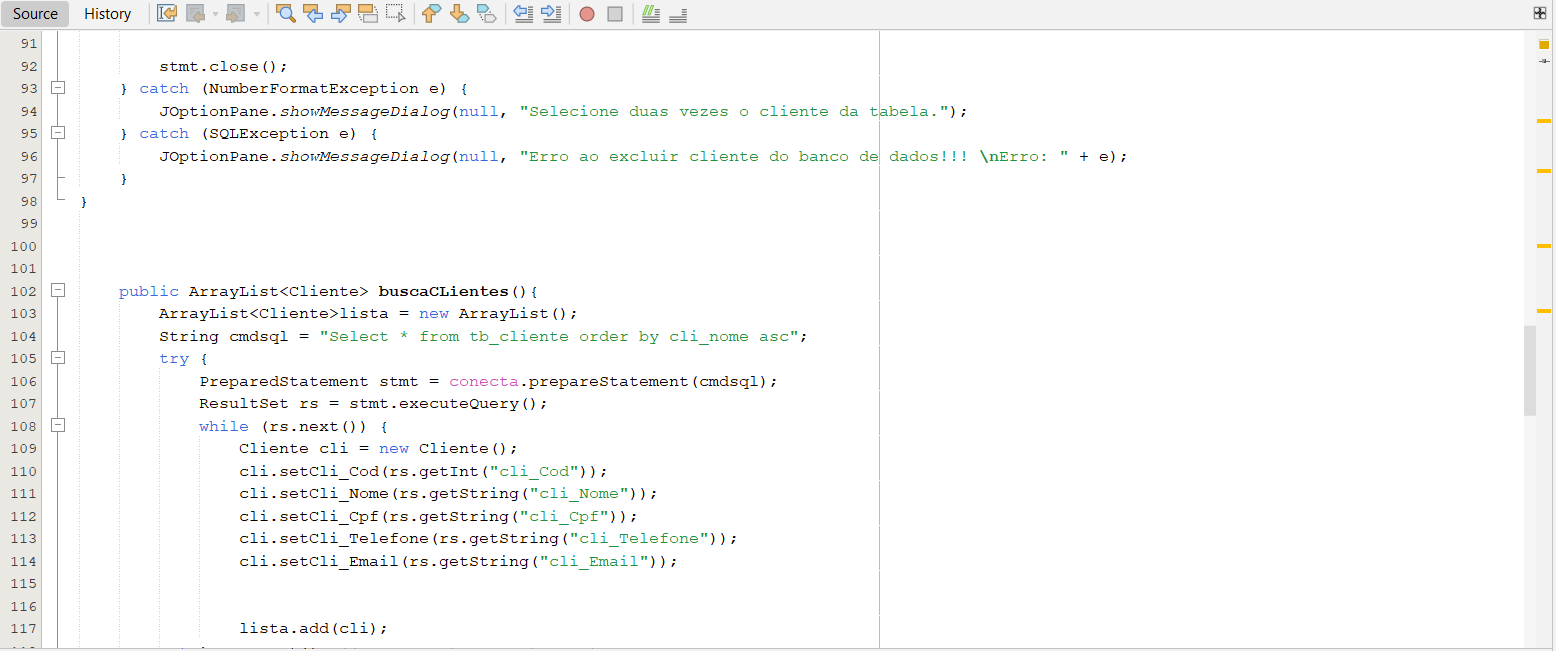 Source History
91
92 stmt.close();
93 } catch (NumberFormatException e) {
94 JOptionPane.showMessageDialog(null, "Selecione duas vezes o cliente da tabela.");
95 } catch (SQLException e) {
96 JOptionPane.showMessageDialog(null, "Erro ao excluir cliente do banco de dados!!! \nErro: " + e);
97 }
98 }
99
100
101
102 public ArrayList<Cliente> buscaCLientes(){
103 ArrayList<Cliente>lista = new ArrayList();
104 String cmdsql = "Select * from tb_cliente order by cli_nome asc";
105 try {
106 PreparedStatement stmt = conecta.prepareStatement(cmdsql);
107 ResultSet rs = stmt.executeQuery();
108 while (rs.next()) {
109 Cliente cli = new Cliente();
110 cli.setCli_Cod(rs.getInt("cli_Cod"));
111 cli.setCli_Nome(rs.getString("cli_Nome"));
112 cli.setCli_Cpf(rs.getString("cli_Cpf"));
113 cli.setCli_Telefone(rs.getString("cli_Telefone"));
114 cli.setCli_Email(rs.getString("cli_Email"));
115
116
117 lista.add(cli);